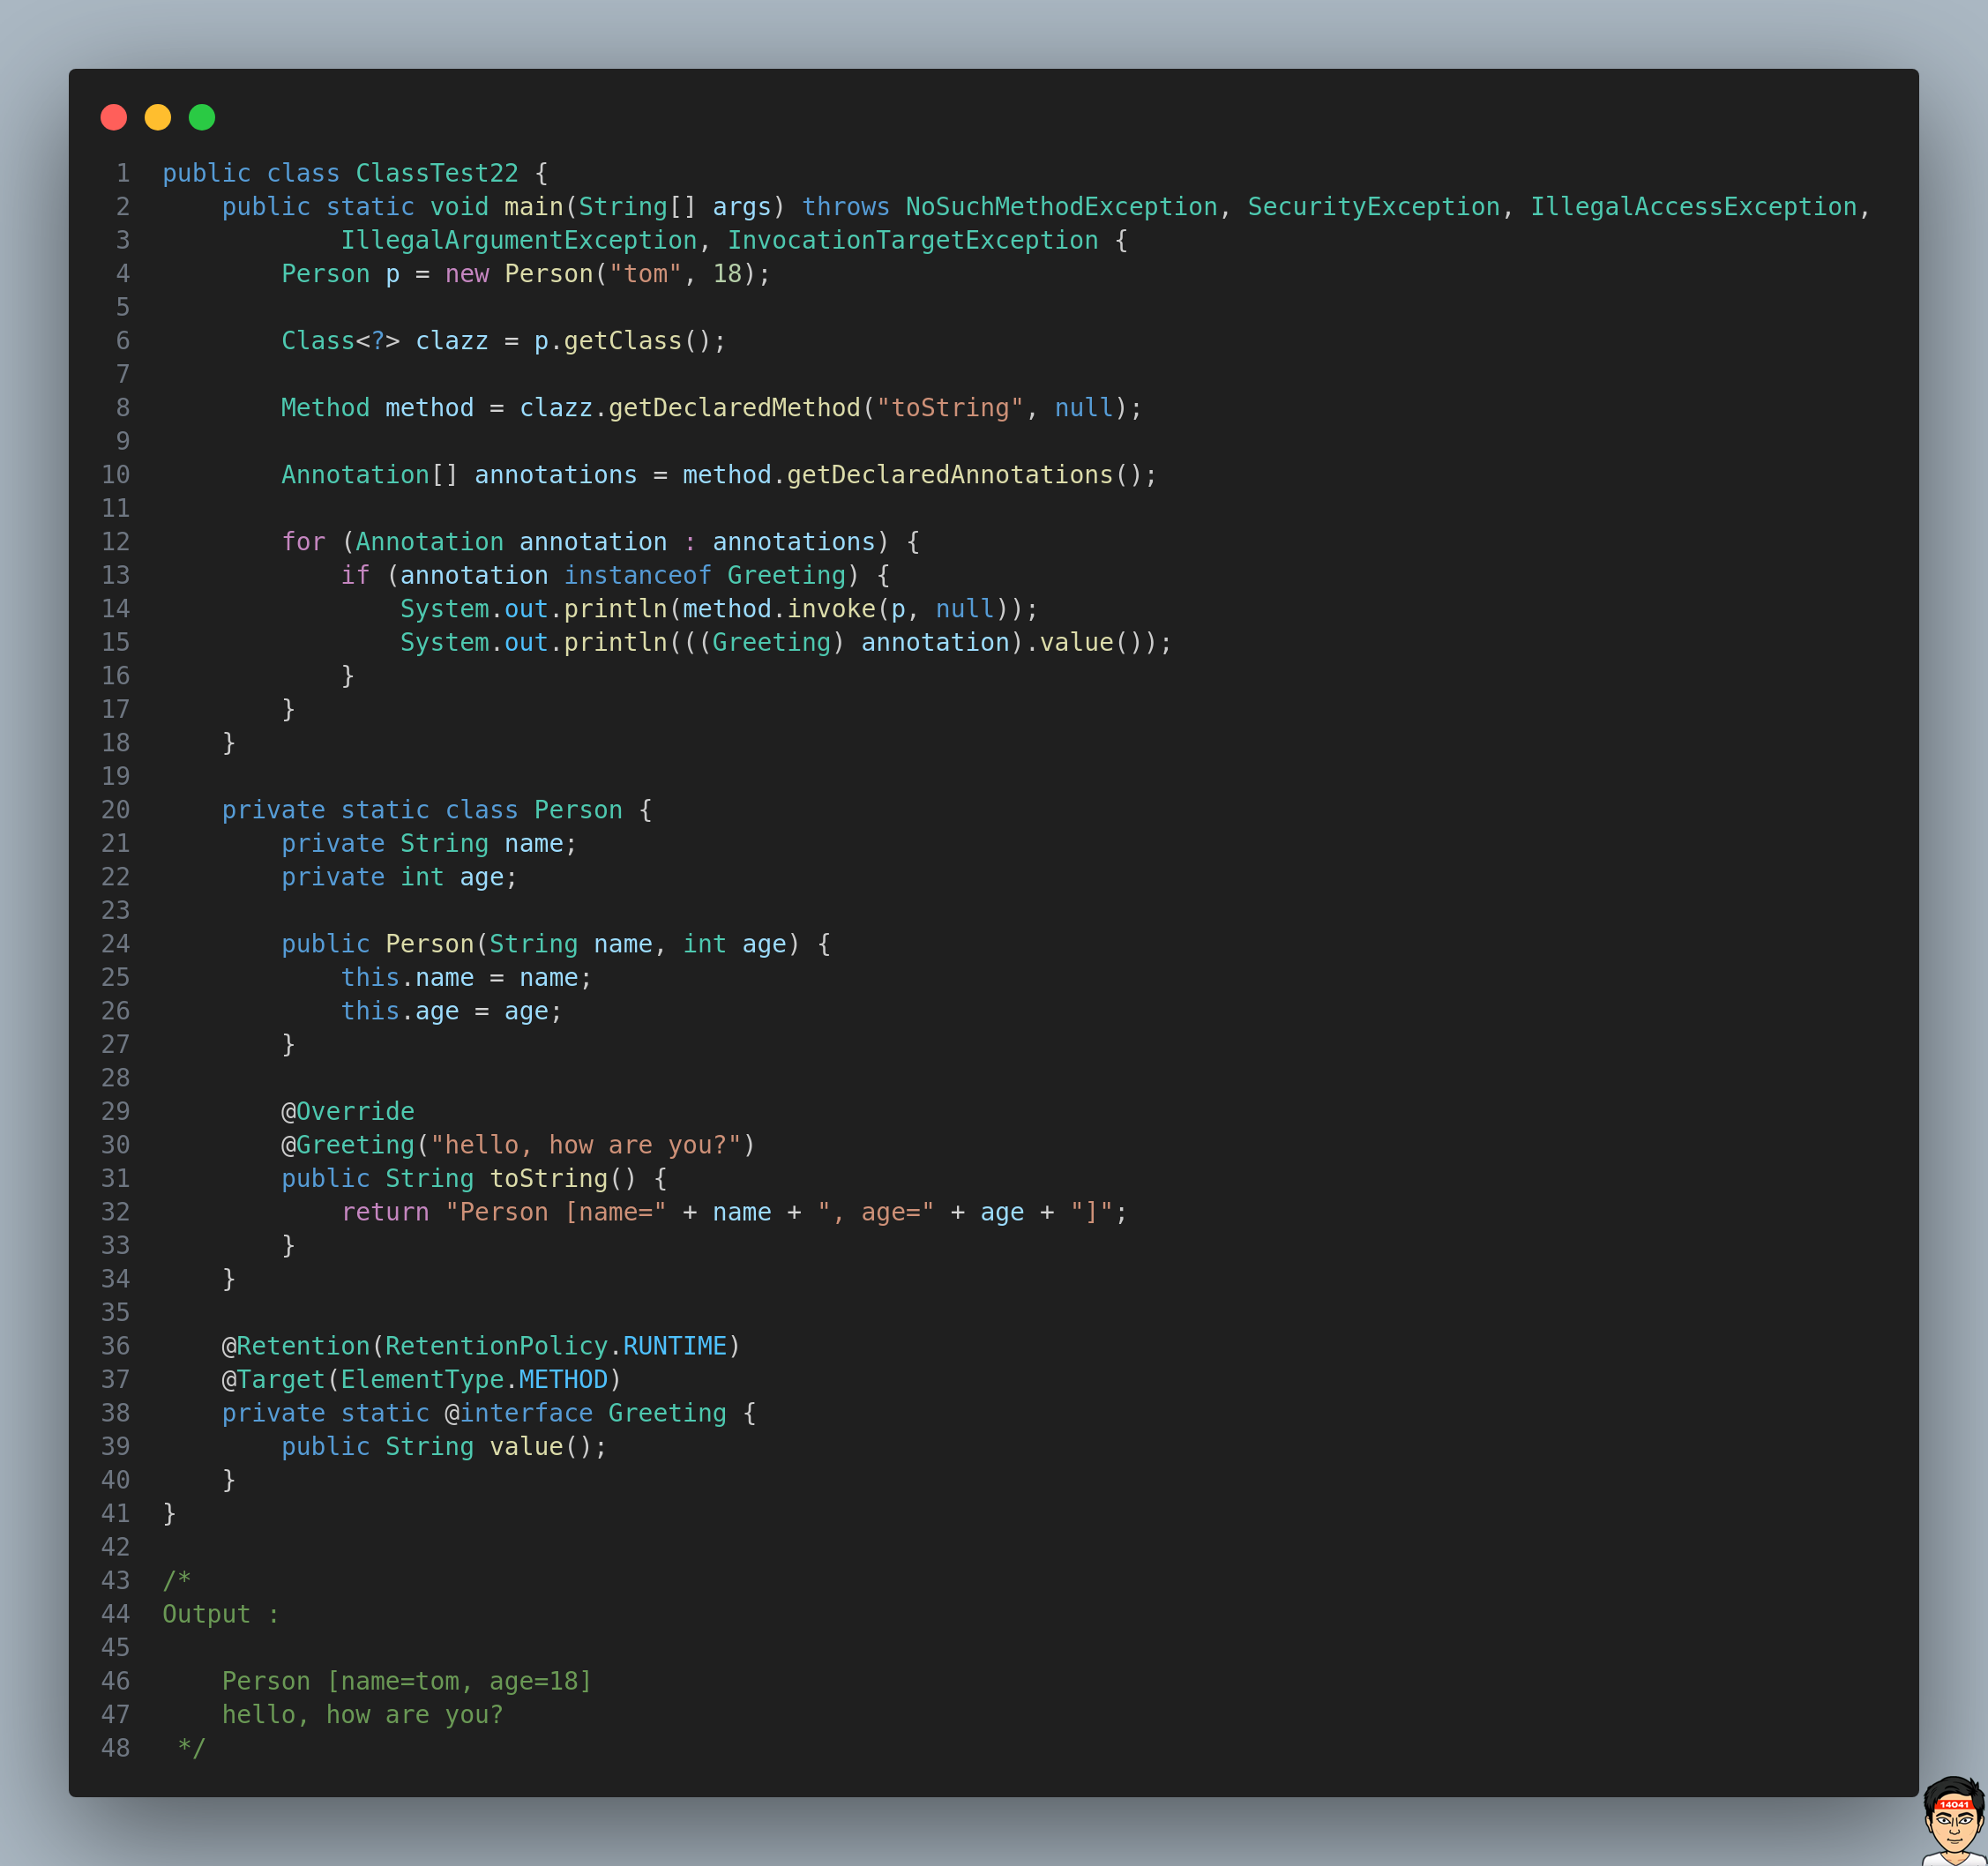 1 public class ClassTest22 {
2     public static void main(String[] args) throws NoSuchMethodException, SecurityException, IllegalAccessException,
3             IllegalArgumentException, InvocationTargetException {
4         Person p = new Person("tom", 18);
5
6         Class<?> clazz = p.getClass();
7
8         Method method = clazz.getDeclaredMethod("toString", null);
9
10         Annotation[] annotations = method.getDeclaredAnnotations();
11
12         for (Annotation annotation : annotations) {
13             if (annotation instanceof Greeting) {
14                 System.out.println(method.invoke(p, null));
15                 System.out.println(((Greeting) annotation).value());
16             }
17         }
18     }
19
20     private static class Person {
21         private String name;
22         private int age;
23
24         public Person(String name, int age) {
25             this.name = name;
26             this.age = age;
27         }
28
29         @Override
30         @Greeting("hello, how are you?")
31         public String toString() {
32             return "Person [name=" + name + ", age=" + age + "]";
33         }
34     }
35
36     @Retention(RetentionPolicy.RUNTIME)
37     @Target(ElementType.METHOD)
38     private static @interface Greeting {
39         public String value();
40     }
41 }
42
43 /*
44 Output :
45
46     Person [name=tom, age=18]
47     hello, how are you?
48  */
14041